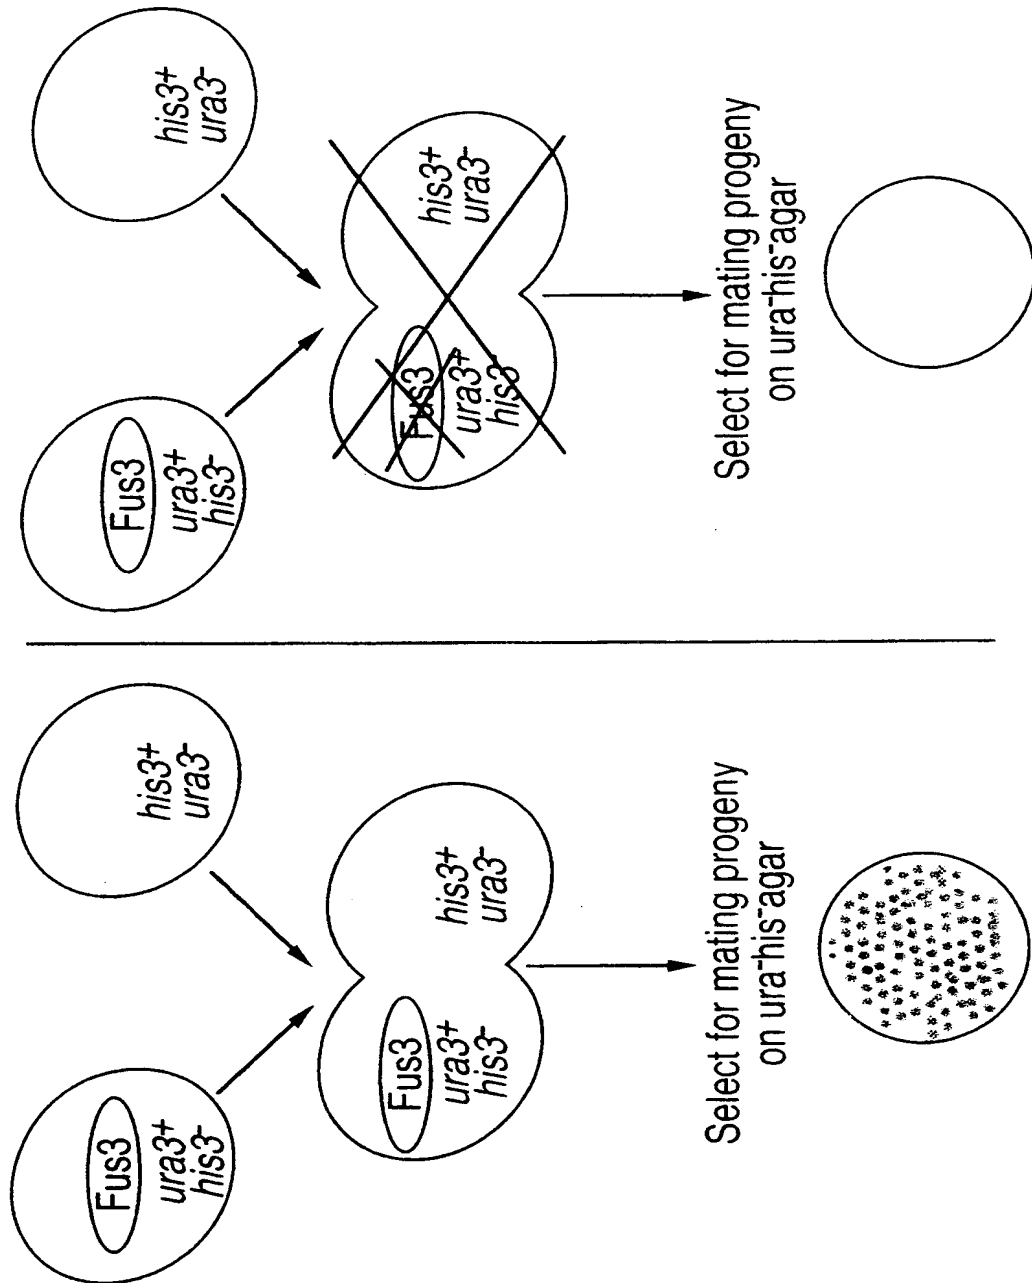 Fus3
ura3⁺
his3⁻
his3⁺
ura3⁻
Fus3
ura3⁺
his3⁻
his3⁺
ura3⁻
Select for mating progeny
on ura⁻his⁻agar
Fus3
ura3⁺
his3⁻
his3⁺
ura3⁻
Fus3
ura3⁺
his3⁻
his3⁺
ura3⁻
Select for mating progeny
on ura⁻his⁻agar